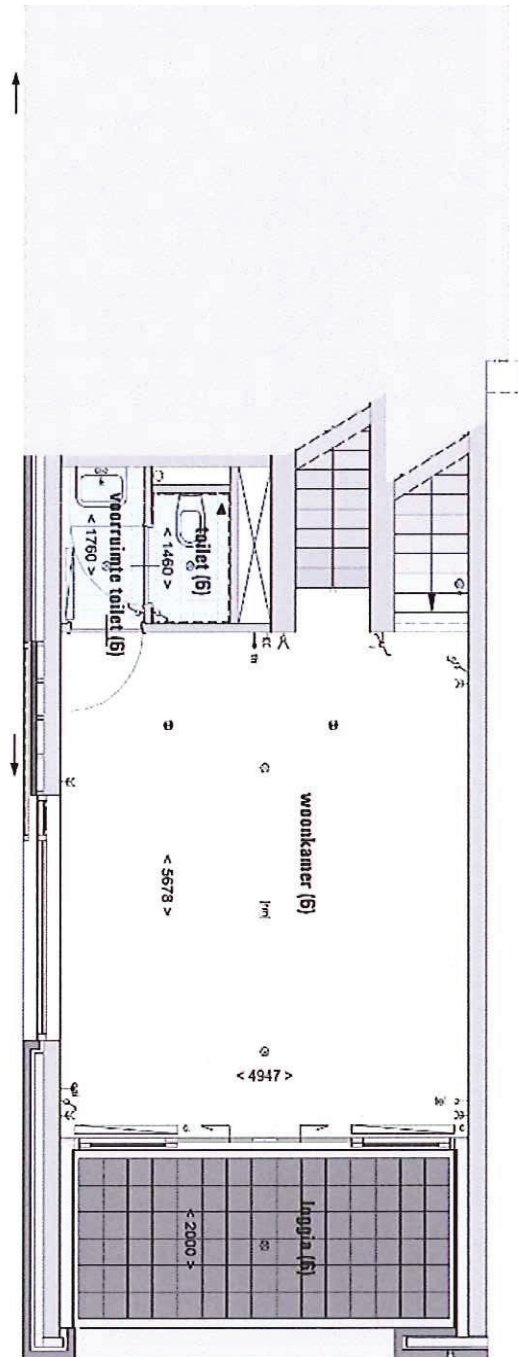 voorruimte toilet (6)
< 1760 >
toilet (6)
< 1460 >
m
woonkamer (6)
< 5678 >
< 4947 >
loggia (6)
< 2000 >